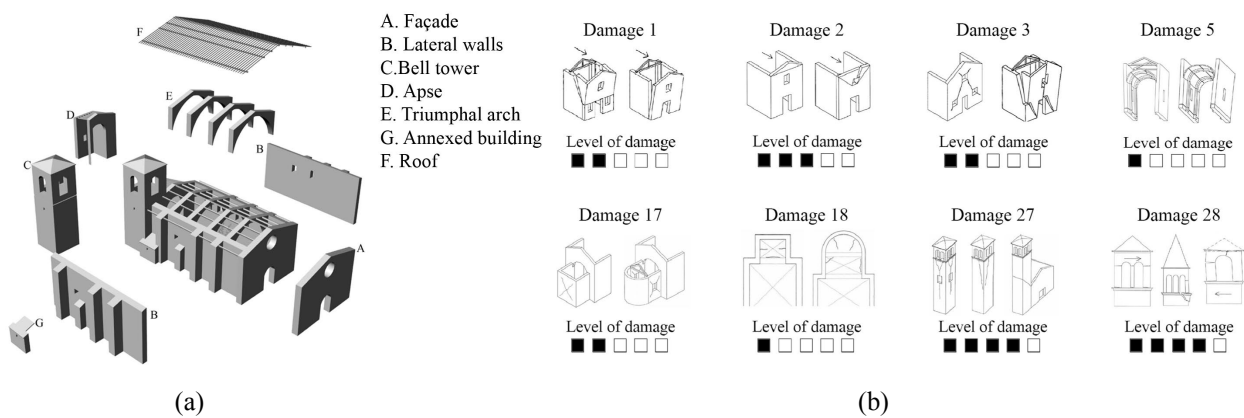 F
E
D
B
C
A
B
G
(a)
A. Façade
B. Lateral walls
C.Bell tower
D. Apse
E. Triumphal arch
G. Annexed building
F. Roof
Damage 1
Damage 2
Damage 3
Damage 5
Level of damage
Level of damage
Level of damage
Level of damage
Damage 17
Damage 18
Damage 27
Damage 28
Level of damage
Level of damage
Level of damage
Level of damage
(b)